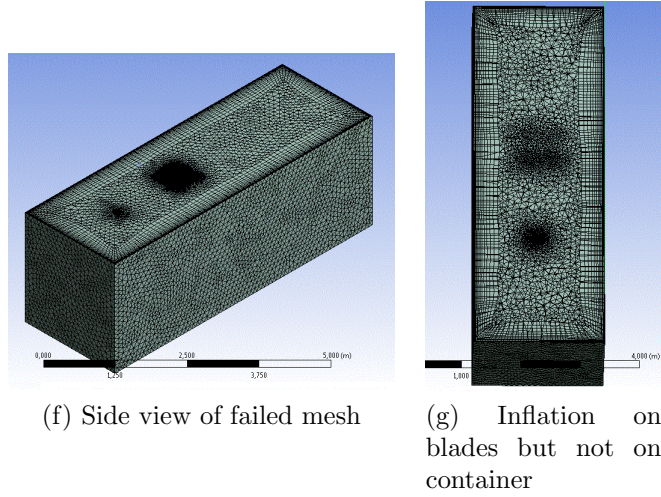 0,000 2,500 5,000 (m)
1,250 3,750
4,000 (m)
1,000
(f) Side view of failed mesh
(g) Inflation on
blades but not on
container